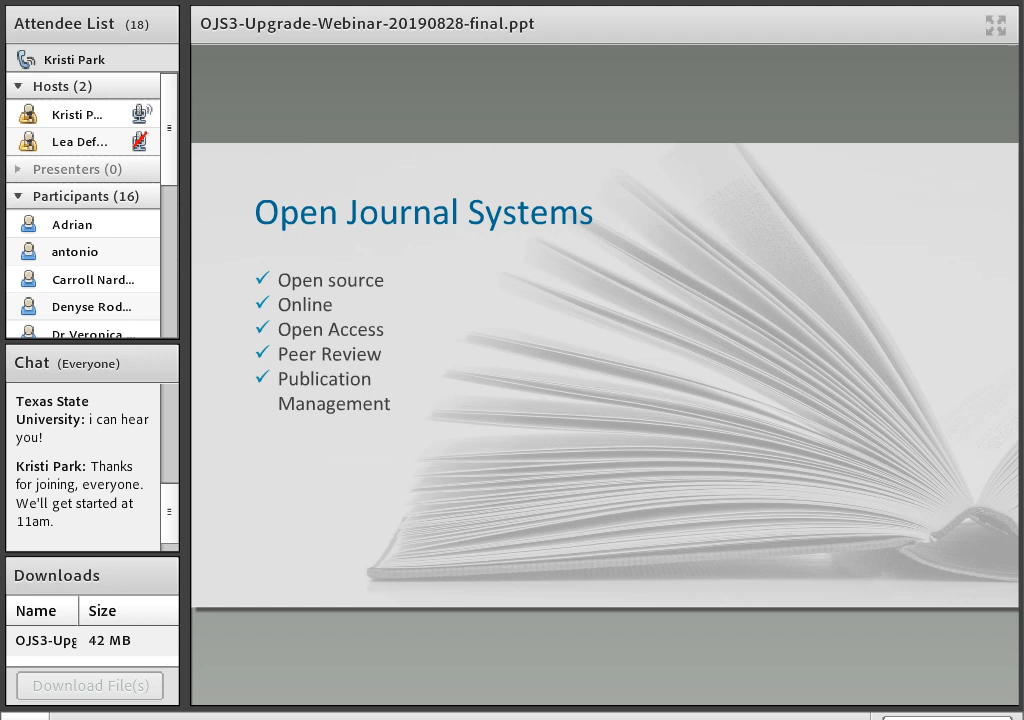 Attendee List (18)
Kristi Park
Hosts (2)
Kristi P...
Lea Def...
Presenters (0)
Participants (16)
Adrian
antonio
Carroll Nard...
Denyse Rod...
Dr Veronica
Chat (Everyone)
Texas State
University: i can hear
you!
Kristi Park: Thanks
for joining, everyone.
We'll get started at
11am.
Downloads
Name Size
OJS3-Upg 42 MB
Download File(s)
OJS3-Upgrade-Webinar-20190828-final.ppt
Open Journal Systems
✓ Open source
✓ Online
✓ Open Access
✓ Peer Review
✓ Publication
Management